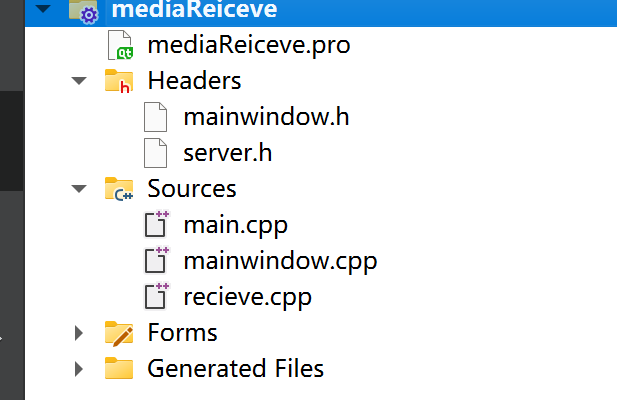 mediaReiceve
mediaReiceve.pro
Headers
mainwindow.h
server.h
Sources
main.cpp
mainwindow.cpp
recieve.cpp
Forms
Generated Files